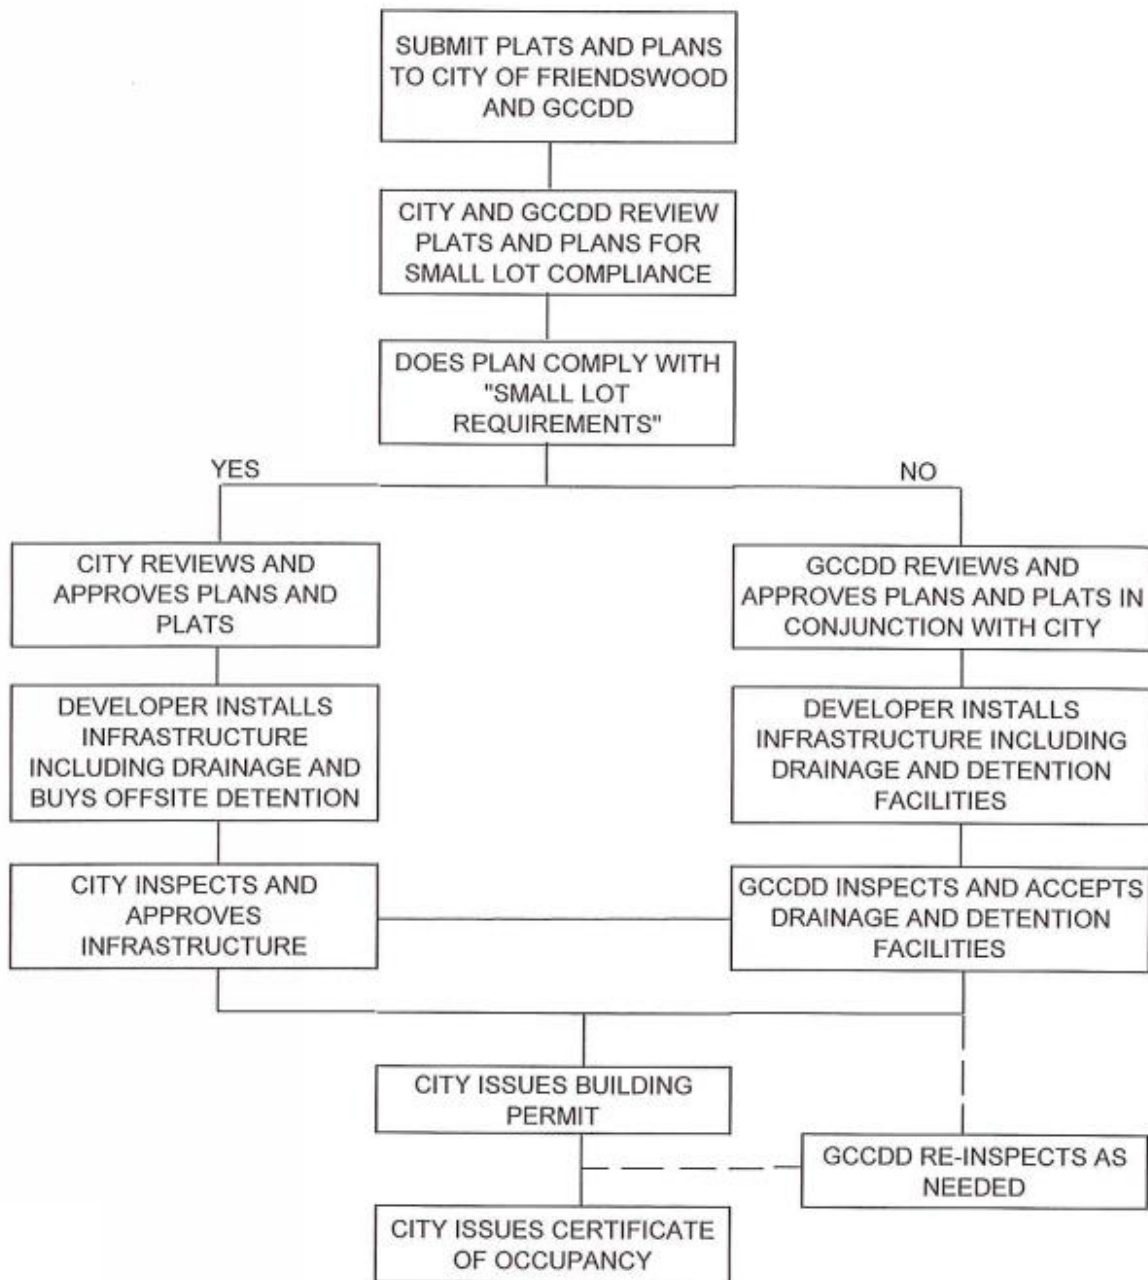 SUBMIT PLATS AND PLANS
TO CITY OF FRIENDSWOOD
AND GCCDD
CITY AND GCCDD REVIEW
PLATS AND PLANS FOR
SMALL LOT COMPLIANCE
DOES PLAN COMPLY WITH
"SMALL LOT
REQUIREMENTS"
YES
NO
CITY REVIEWS AND
APPROVES PLANS AND
PLATS
GCCDD REVIEWS AND
APPROVES PLANS AND PLATS IN
CONJUNCTION WITH CITY
DEVELOPER INSTALLS
INFRASTRUCTURE
INCLUDING DRAINAGE AND
BUYS OFFSITE DETENTION
DEVELOPER INSTALLS
INFRASTRUCTURE INCLUDING
DRAINAGE AND DETENTION
FACILITIES
CITY INSPECTS AND
APPROVES
INFRASTRUCTURE
GCCDD INSPECTS AND ACCEPTS
DRAINAGE AND DETENTION
FACILITIES
CITY ISSUES BUILDING
PERMIT
GCCDD RE-INSPECTS AS
NEEDED
CITY ISSUES CERTIFICATE
OF OCCUPANCY